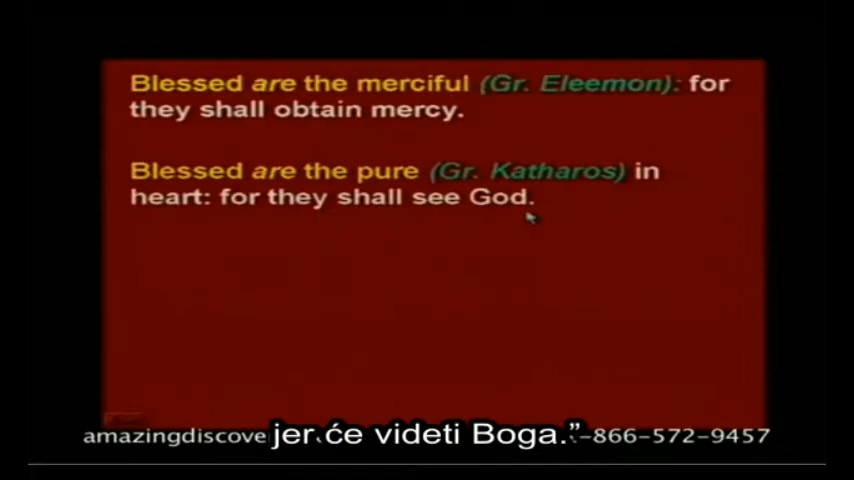 Blessed are the merciful (Gr. Eleemon): for
they shall obtain mercy.
Blessed are the pure (Gr. Katharos) in
heart: for they shall see God.
jer će videti Boga.”
amazingdiscove -866-572-9457